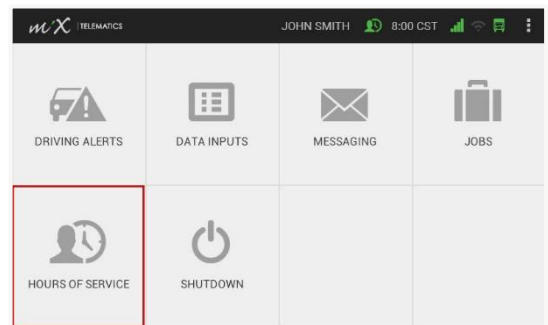 miX TELEMATICS JOHN SMITH 8:00 CST
DRIVING ALERTS DATA INPUTS MESSAGING JOBS
HOURS OF SERVICE SHUTDOWN